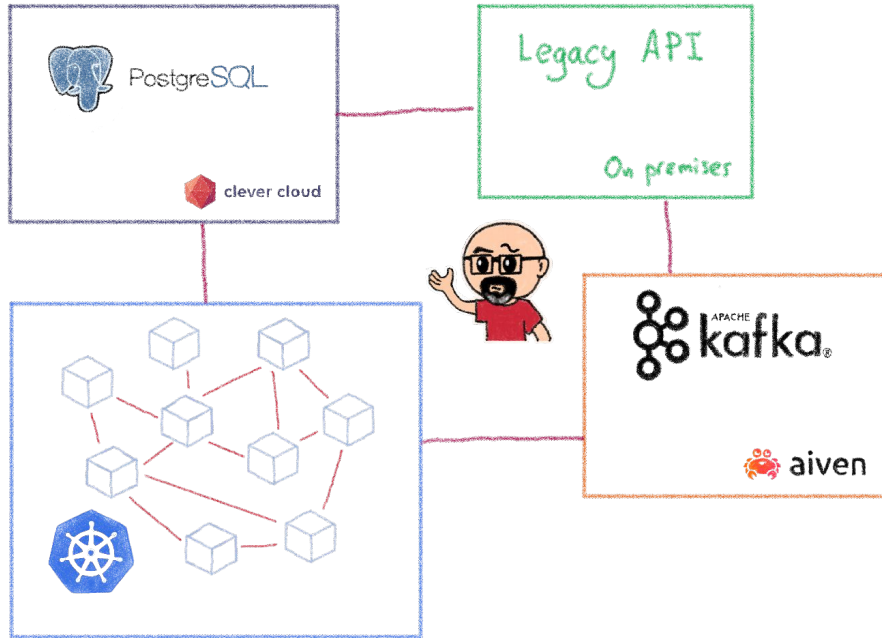 PostgreSQL
clever cloud
Legacy API
On premises
APACHE
kafka®
aiven